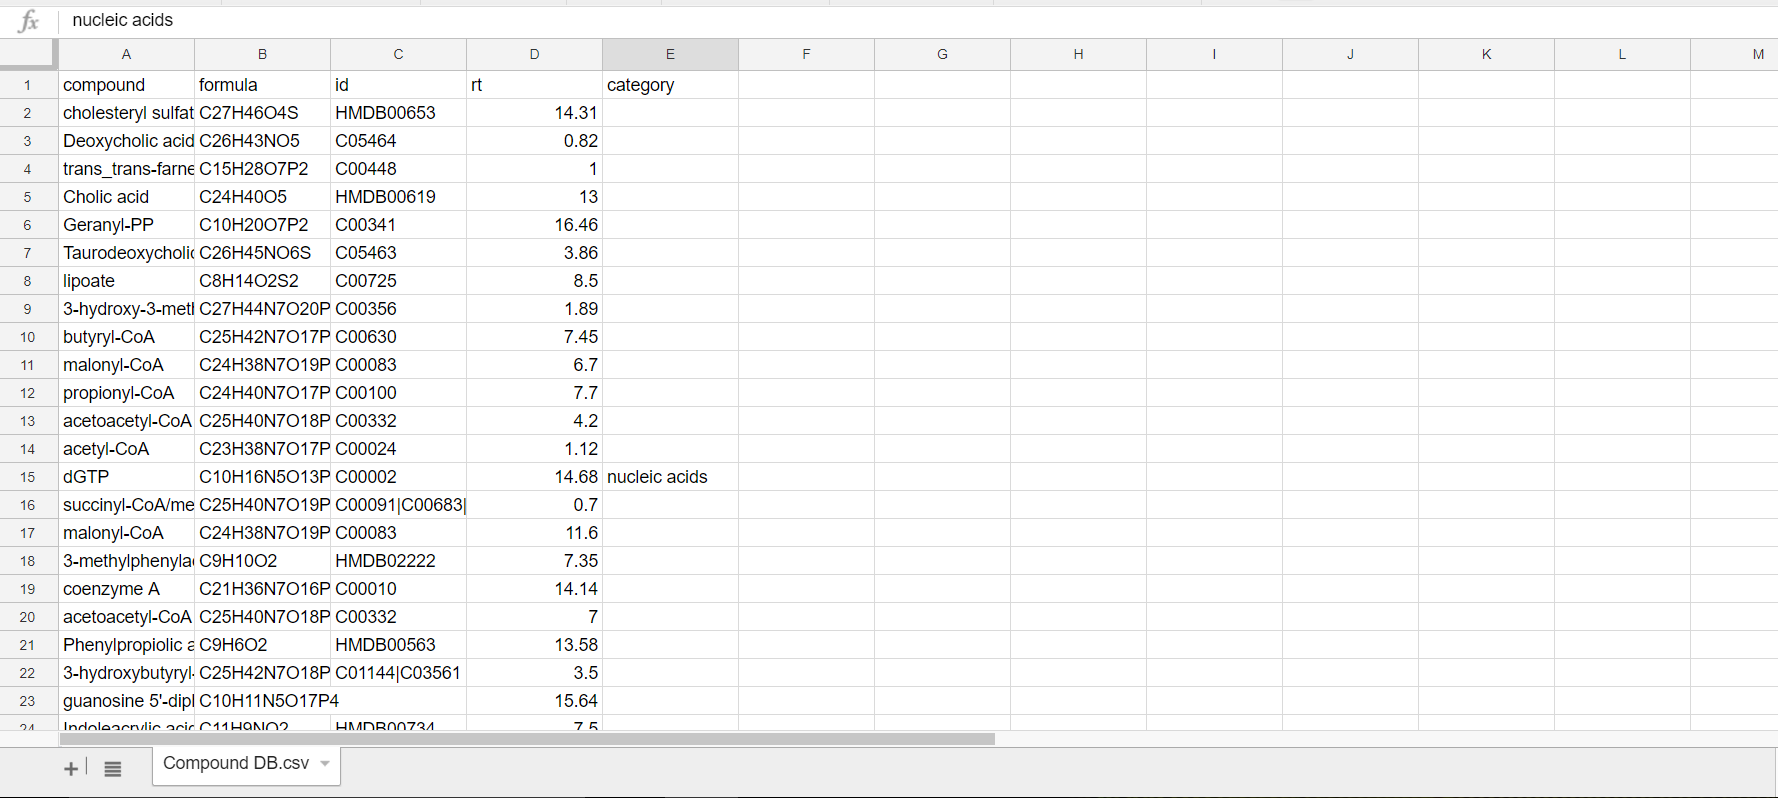 fx nucleic acids
A B C D E F G H I J K L M
1 compound formula id rt category
2 cholesteryl sulfat C27H46O4S HMDB00653 14.31
3 Deoxycholic acid C26H43NO5 C05464 0.82
4 trans_trans-farne C15H28O7P2 C00448 1
5 Cholic acid C24H40O5 HMDB00619 13
6 Geranyl-PP C10H20O7P2 C00341 16.46
7 Taurodeoxycholic C26H45NO6S C05463 3.86
8 lipoate C8H14O2S2 C00725 8.5
9 3-hydroxy-3-meth C27H44N7O20P C00356 1.89
10 butyryl-CoA C25H42N7O17P C00630 7.45
11 malonyl-CoA C24H38N7O19P C00083 6.7
12 propionyl-CoA C24H40N7O17P C00100 7.7
13 acetoacetyl-CoA C25H40N7O18P C00332 4.2
14 acetyl-CoA C23H38N7O17P C00024 1.12
15 dGTP C10H16N5O13P C00002 14.68 nucleic acids
16 succinyl-CoA/me C25H40N7O19P C00091|C00683| 0.7
17 malonyl-CoA C24H38N7O19P C00083 11.6
18 3-methylphenyla C9H10O2 HMDB02222 7.35
19 coenzyme A C21H36N7O16P C00010 14.14
20 acetoacetyl-CoA C25H40N7O18P C00332 7
21 Phenylpropiolic a C9H6O2 HMDB00563 13.58
22 3-hydroxybutyryl- C25H42N7O18P C01144|C03561 3.5
23 guanosine 5'-dipl C10H11N5O17P4 15.64
24 Indoleacrylic acid C11H9NO2 HMDB00734 7.5
Compound DB.csv